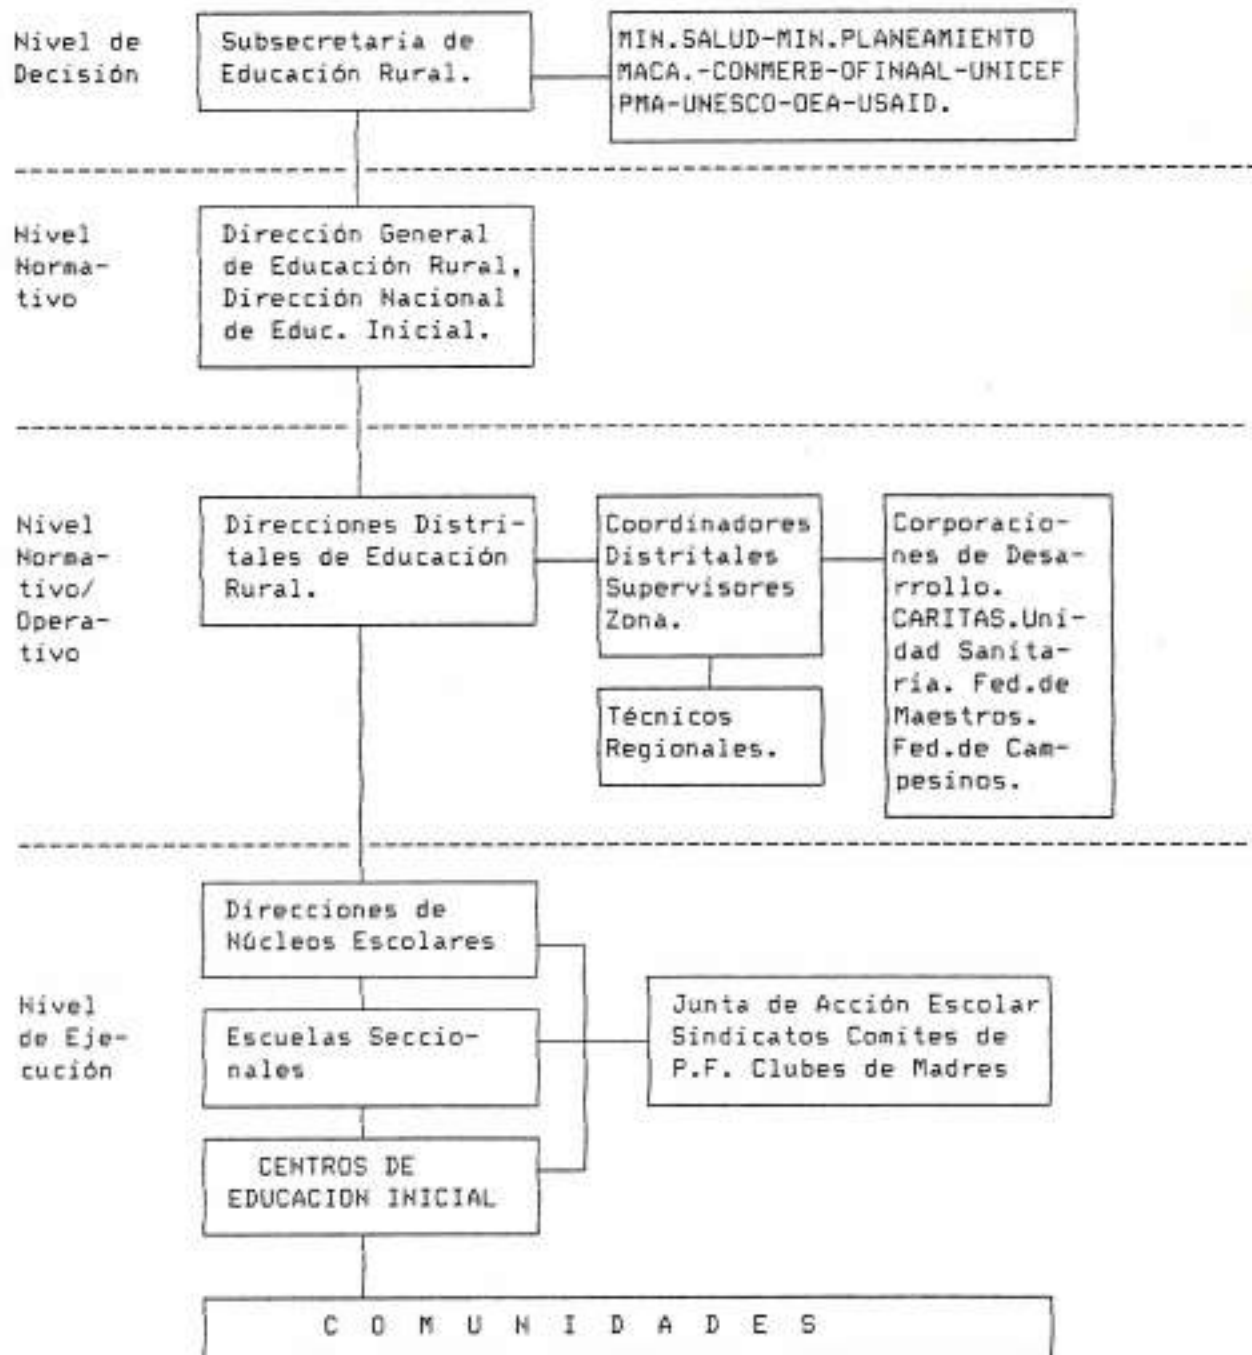 Nivel de
Decisión
Subsecretaria de
Educación Rural.
MIN.SALUD-MIN.PLANEAMIENTO
MACA.-CONMERB-OFINAAL-UNICEF
PMA-UNESCO-OEA-USAID.
Nivel
Norma-
tivo
Dirección General
de Educación Rural,
Dirección Nacional
de Educ. Inicial.
Nivel
Norma-
tivo/
Opera-
tivo
Direcciones Distri-
tales de Educación
Rural.
Coordinadores
Distritales
Supervisores
Zona.
Técnicos
Regionales.
Corporacio-
nes de Desa-
rrollo.
CARITAS.Uni-
dad Sanita-
ria. Fed.de
Maestros.
Fed.de Cam-
pesinos.
Nivel
de Eje-
cución
Direcciones de
Núcleos Escolares
Escuelas Seccio-
nales
CENTROS DE
EDUCACION INICIAL
Junta de Acción Escolar
Sindicatos Comites de
P.F. Clubes de Madres
C O M U N I D A D E S